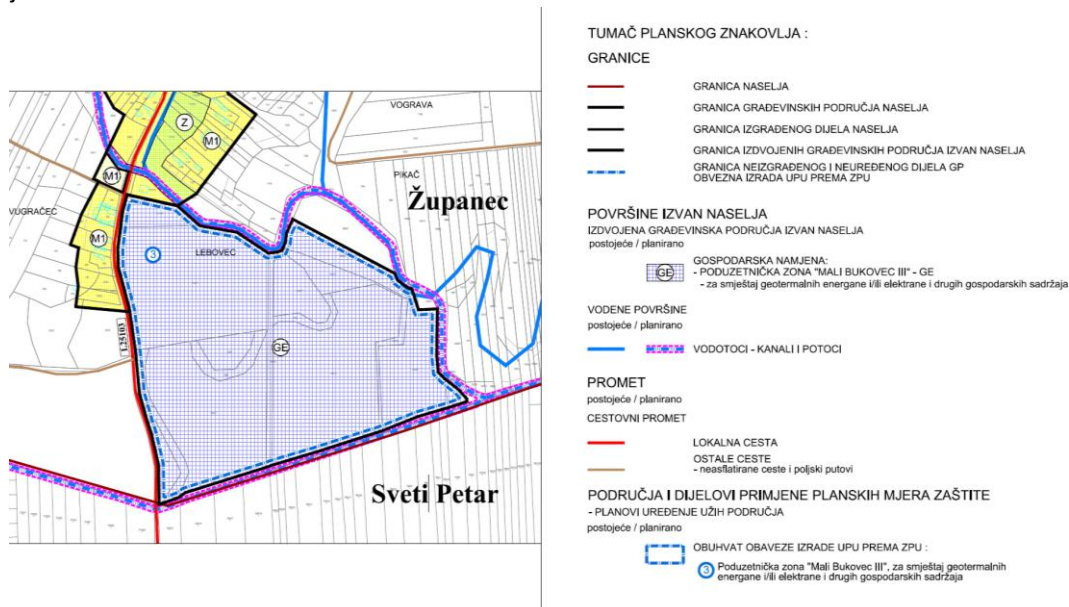 VOGRAVA
Z
M1
M1
PIKAČ
Županec
VUGRAČEC
M1
LEBOVEC
3
GE
Sveti Petar
TUMAČ PLANSKOG ZNAKOVLJA :
GRANICE
GRANICA NASELJA
GRANICA GRAĐEVINSKIH PODRUČJA NASELJA
GRANICA IZGRAĐENOG DIJELA NASELJA
GRANICA IZDVOJENIH GRAĐEVINSKIH PODRUČJA IZVAN NASELJA
GRANICA NEIZGRAĐENOG I NEUREĐENOG DIJELA GP
OBVEZNA IZRADA UPU PREMA ZPU
POVRŠINE IZVAN NASELJA
IZDVOJENA GRAĐEVINSKA PODRUČJA IZVAN NASELJA
postojeće / planirano
GE
GOSPODARSKA NAMJENA:
- PODUZETNIČKA ZONA "MALI BUKOVEC III" - GE
- za smještaj geotermalnih energane i/ili elektrane i drugih gospodarskih sadržaja
VODENE POVRŠINE
postojeće / planirano
VODOTOCI - KANALI I POTOCI
PROMET
postojeće / planirano
CESTOVNI PROMET
LOKALNA CESTA
OSTALE CESTE
- neasflatirane ceste i poljski putovi
PODRUČJA I DIJELOVI PRIMJENE PLANSKIH MJERA ZAŠTITE
- PLANOVI UREĐENJE UŽIH PODRUČJA
postojeće / planirano
OBUHVAT OBAVEZE IZRADE UPU PREMA ZPU :
3 Poduzetnička zona "Mali Bukovec III", za smještaj geotermalnih
energane i/ili elektrane i drugih gospodarskih sadržaja